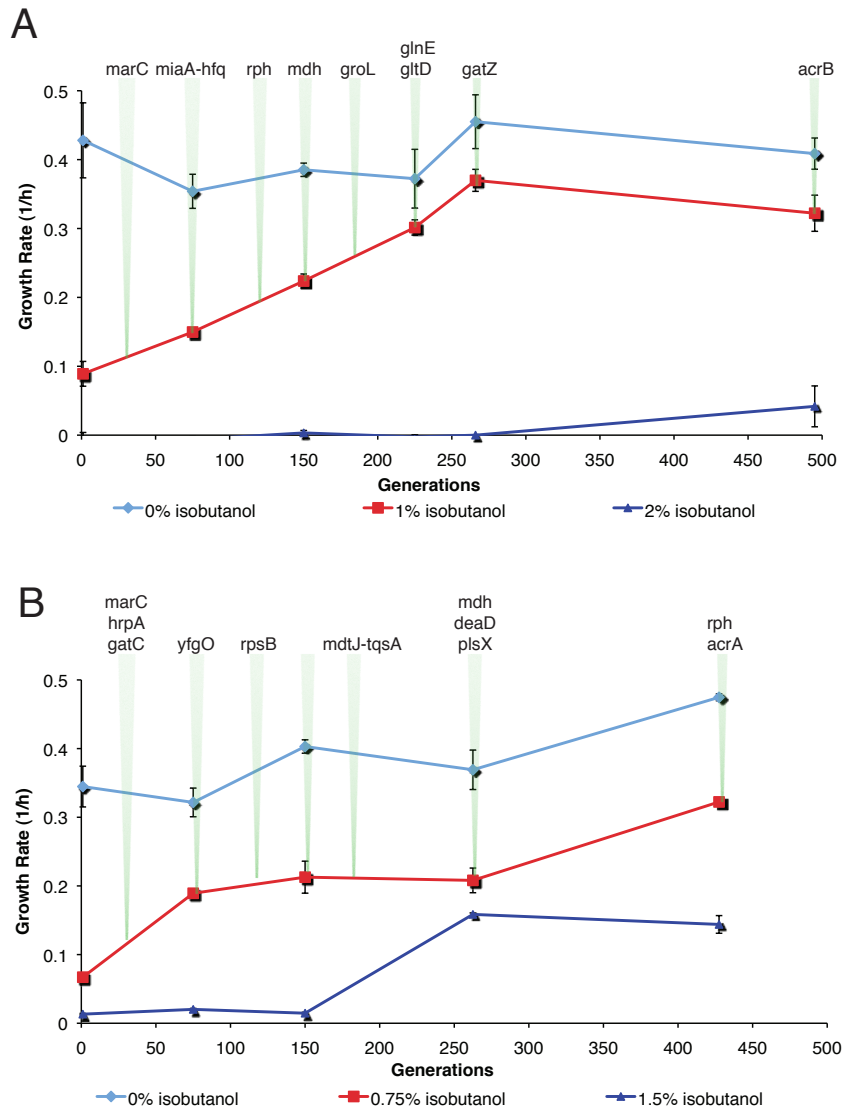 A
glnE
marC miaA-hfq rph mdh groL gltD gatZ acrB
0.5
0.4
0.3
0.2
0.1
0
Growth Rate (1/h)
0 50 100 150 200 250 300 350 400 450 500
Generations
0% isobutanol 1% isobutanol 2% isobutanol
B
marC mdh
hrpA deaD rph
gatC yfgO rpsB mdtJ-tqsA plsX acrA
0.5
0.4
0.3
0.2
0.1
0
Growth Rate (1/h)
0 50 100 150 200 250 300 350 400 450 500
Generations
0% isobutanol 0.75% isobutanol 1.5% isobutanol